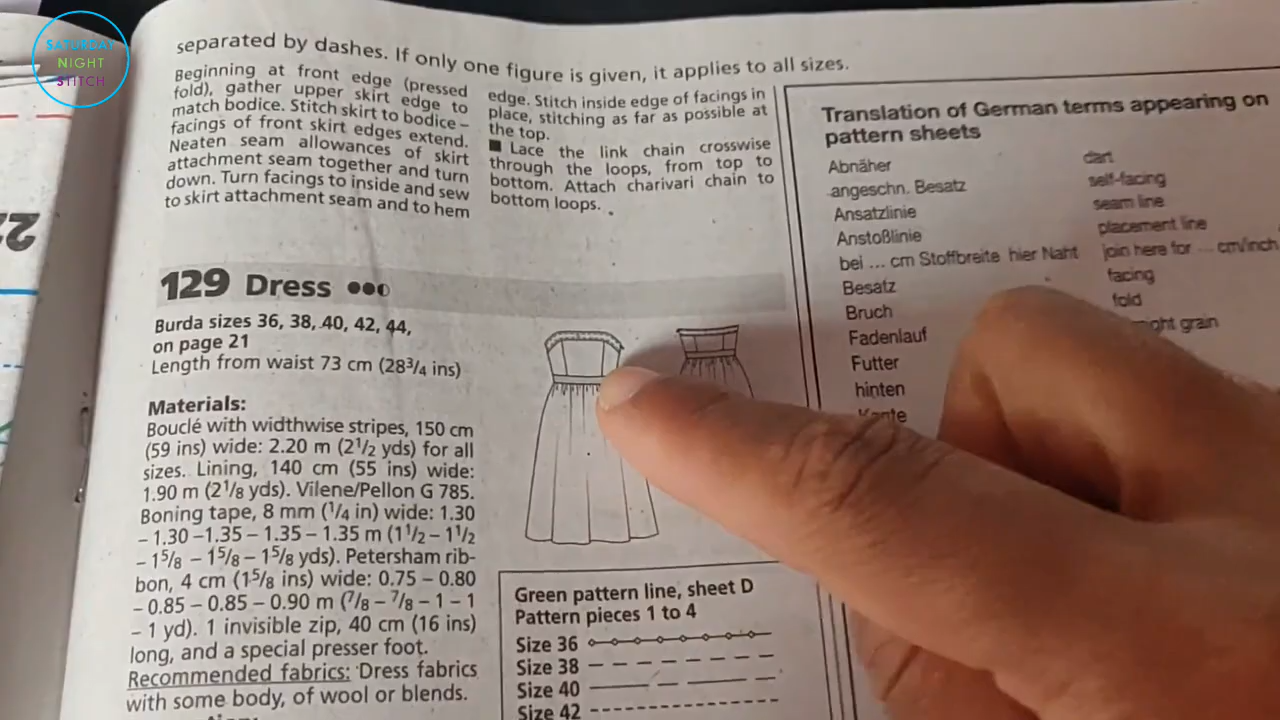 SATURDAY
NIGHT
STITCH
separated by dashes. If only one figure is given, it applies to all sizes.
Beginning at front edge (pressed
fold), gather upper skirt edge to
match bodice. Stitch skirt to bodice –
facings of front skirt edges extend.
Neaten seam allowances of skirt
attachment seam together and turn
down. Turn facings to inside and sew
to skirt attachment seam and to hem
edge. Stitch inside edge of facings in
place, stitching as far as possible at
the top.
■ Lace the link chain crosswise
through the loops, from top to
bottom. Attach charivari chain to
bottom loops.
129 Dress
Burda sizes 36, 38, 40, 42, 44,
on page 21
Length from waist 73 cm (28¾ ins)
Materials:
Bouclé with widthwise stripes, 150 cm
(59 ins) wide: 2.20 m (2½ yds) for all
sizes. Lining, 140 cm (55 ins) wide:
1.90 m (2⅛ yds). Vilene/Pellon G 785.
Boning tape, 8 mm (¼ in) wide: 1.30
– 1.30 –1.35 – 1.35 – 1.35 m (1½ – 1½
– 1⅝ – 1⅝ – 1⅝ yds). Petersham rib-
bon, 4 cm (1⅝ ins) wide: 0.75 – 0.80
– 0.85 – 0.85 – 0.90 m (⅞ – ⅞ – 1 – 1
– 1 yd). 1 invisible zip, 40 cm (16 ins)
long, and a special presser foot.
Recommended fabrics: Dress fabrics
with some body, of wool or blends.
Green pattern line, sheet D
Pattern pieces 1 to 4
Size 36
Size 38
Size 40
Size 42
Translation of German terms appearing on
pattern sheets
Abnäher dart
angeschn. Besatz self-facing
Ansatzlinie seam line
Anstoßlinie placement line
bei ... cm Stoffbreite hier Naht join here for ... cm/inch
Besatz facing
Bruch fold
Fadenlauf grain
Futter
hinten
Kante